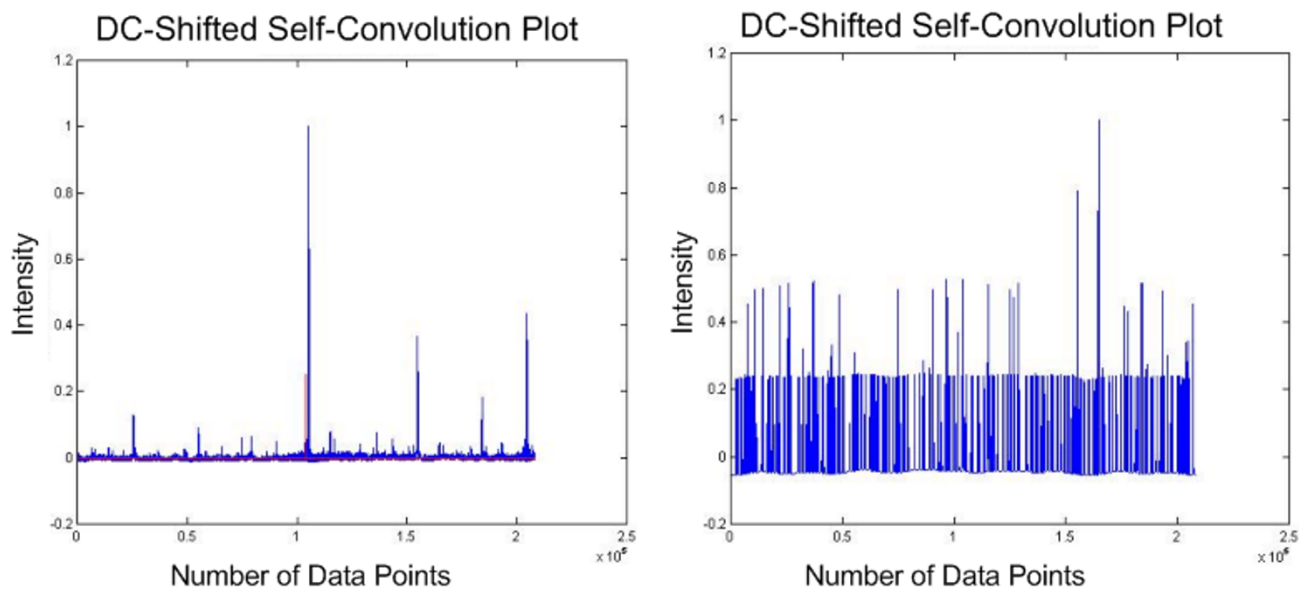 DC-Shifted Self-Convolution Plot
1.2
1
0.8
0.6
0.4
0.2
0
-0.2
Intensity
0 0.5 1 1.5 2 2.5
x 10⁵
Number of Data Points
DC-Shifted Self-Convolution Plot
1.2
1
0.8
0.6
0.4
0.2
0
-0.2
Intensity
0 0.5 1 1.5 2 2.5
Number of Data Points